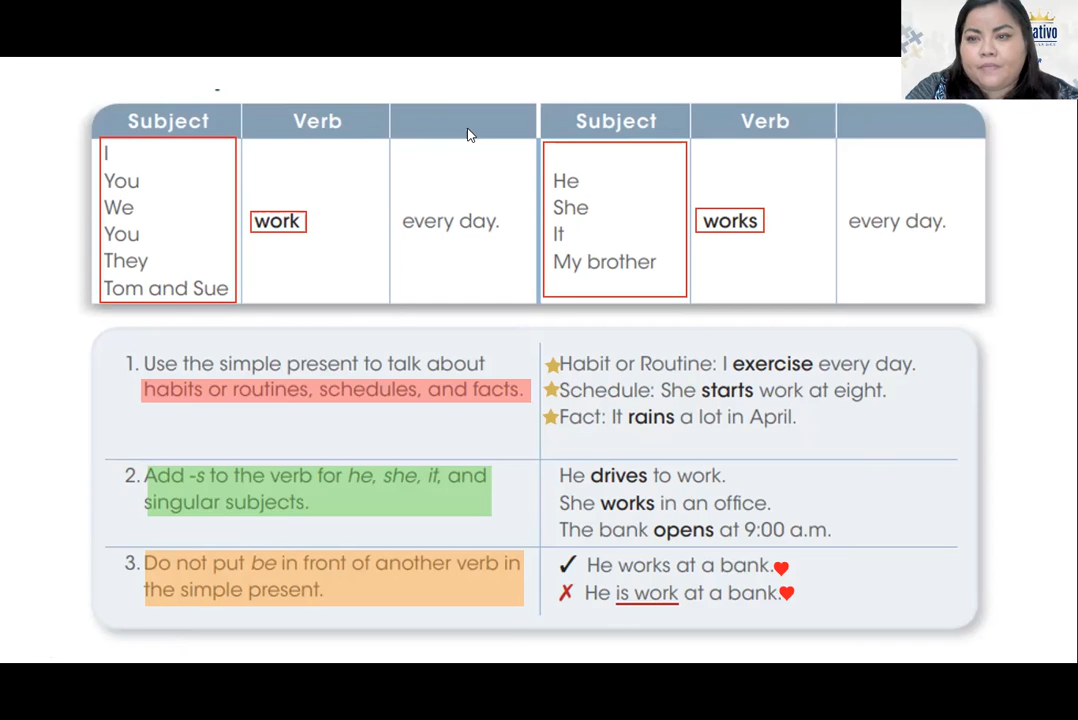 ativo
Subject Verb Subject Verb
I
You
We
You
They
Tom and Sue
work
every day.
He
She
It
My brother
works
every day.
1. Use the simple present to talk about
habits or routines, schedules, and facts.
Habit or Routine: I exercise every day.
Schedule: She starts work at eight.
Fact: It rains a lot in April.
2. Add -s to the verb for he, she, it, and
singular subjects.
He drives to work.
She works in an office.
The bank opens at 9:00 a.m.
3. Do not put be in front of another verb in
the simple present.
✓ He works at a bank.
✗ He is work at a bank.